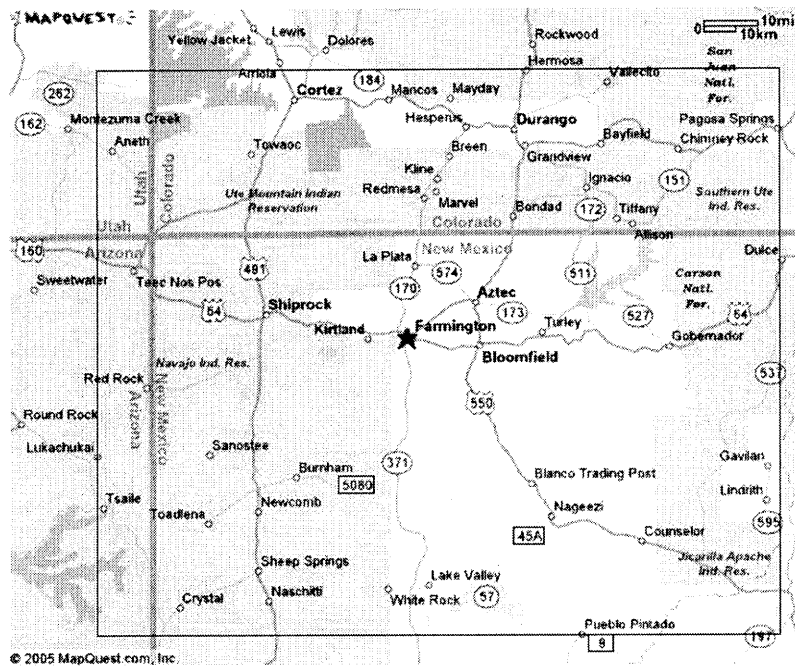 MAPQUEST
10mi
0 10km
Lewis
Yellow Jacket
Dolores
Rockwood
Arriola
Hermosa
Vallecito
San
Juan
Natl.
For.
184
262
Cortez
Mancos
Mayday
162
Montezuma Creek
Hesperus
Durango
Pagosa Springs
Aneth
Towaoc
Breen
Bayfield
Chimney Rock
Grandview
Kline
Ignacio
151
Utah
Colorado
Ute Mountain Indian
Reservation
Redmesa
Marvel
172
Tiffany
Southern Ute
Ind. Res.
Bondad
Allison
Utah
Colorado
Arizona
New Mexico
160
La Plata
574
Dulce
Sweetwater
Teec Nos Pos
491
170
511
Carson
Natl.
For.
64
Shiprock
Aztec
173
527
64
Kirtland
Farmington
Turley
Bloomfield
Gobernador
Navajo Ind. Res.
Red Rock
537
Arizona
New Mexico
550
Round Rock
Lukachukai
Sanostee
371
Gavilan
Burnham
5080
Blanco Trading Post
Lindrith
Tsaile
Toadlena
Newcomb
Nageezi
595
45A
Counselor
Sheep Springs
Jicarilla Apache
Ind. Res.
Lake Valley
Crystal
Naschitti
White Rock
57
Pueblo Pintado
9
197
© 2005 MapQuest.com, Inc